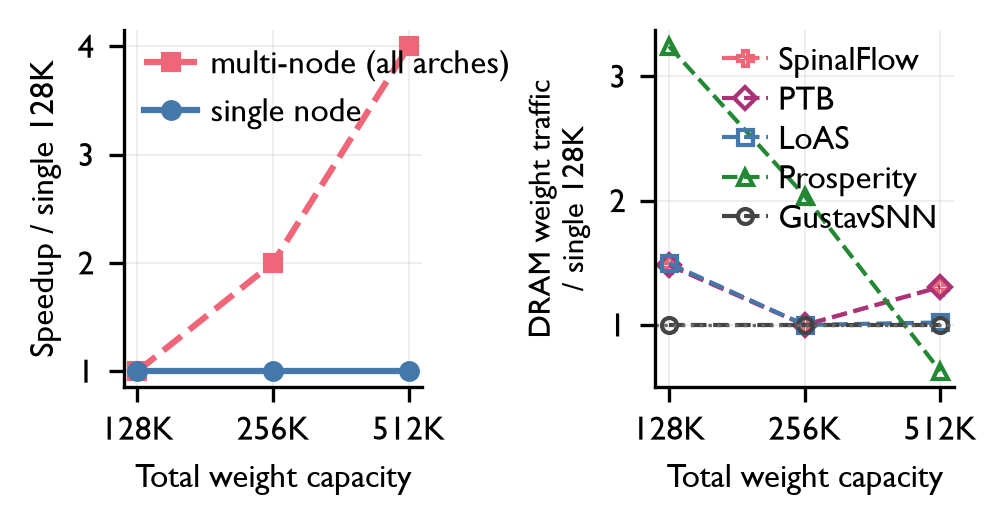 Speedup / single 128K
4
3
2
1
multi-node (all arches)
single node
128K 256K 512K
Total weight capacity
DRAM weight traffic
/ single 128K
3
2
1
SpinalFlow
PTB
LoAS
Prosperity
GustavSNN
128K 256K 512K
Total weight capacity